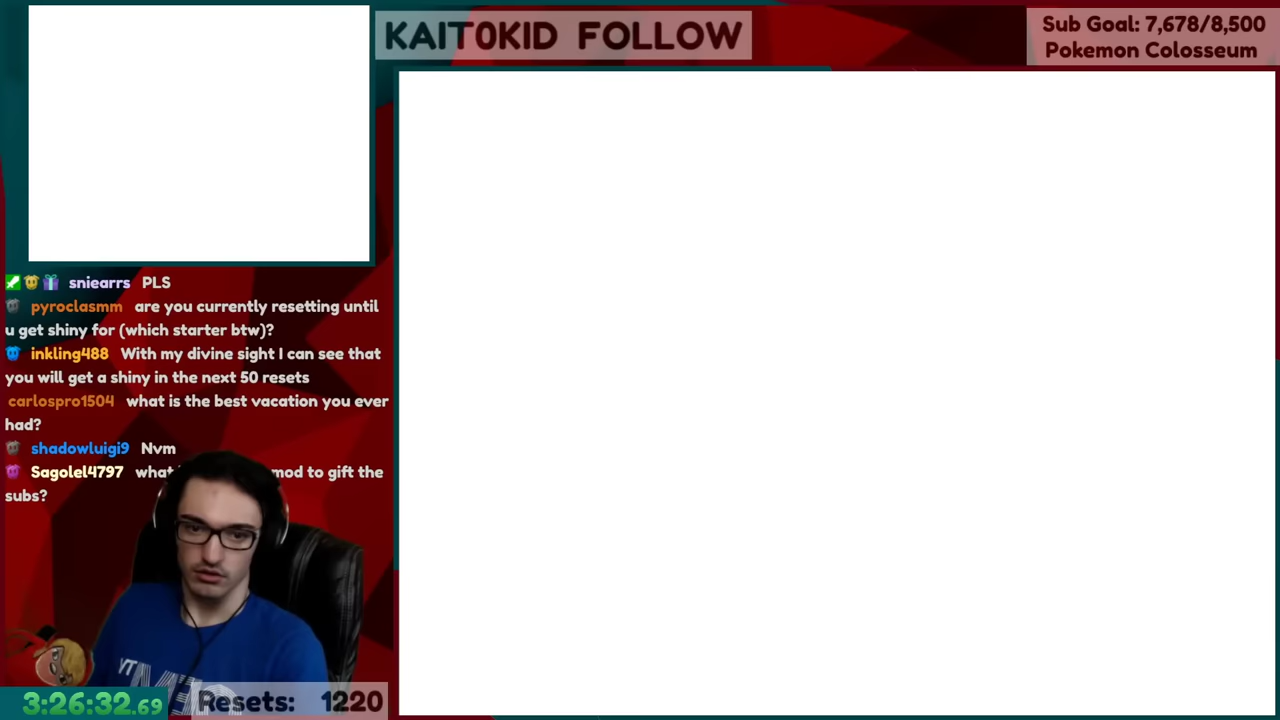 KAIT0KID FOLLOW
Sub Goal: 7,678/8,500
Pokemon Colosseum
sniearrs PLS
pyroclasmm are you currently resetting until
u get shiny for (which starter btw)?
inkling488 With my divine sight I can see that
you will get a shiny in the next 50 resets
carlospro1504 what is the best vacation you ever
had?
shadowluigi9 Nvm
Sagolel4797 what mod to gift the
subs?
YT
3:26:32.69
Resets: 1220